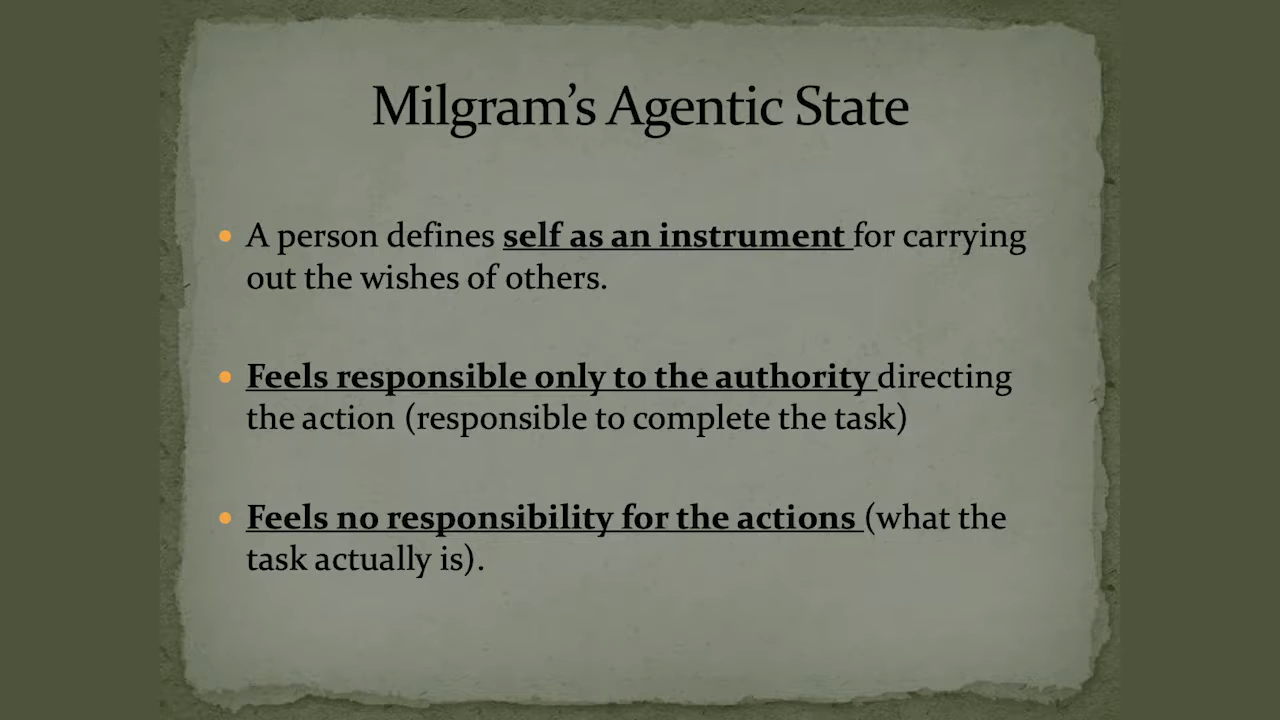 Milgram’s Agentic State
• A person defines self as an instrument for carrying
out the wishes of others.
• Feels responsible only to the authority directing
the action (responsible to complete the task)
• Feels no responsibility for the actions (what the
task actually is).